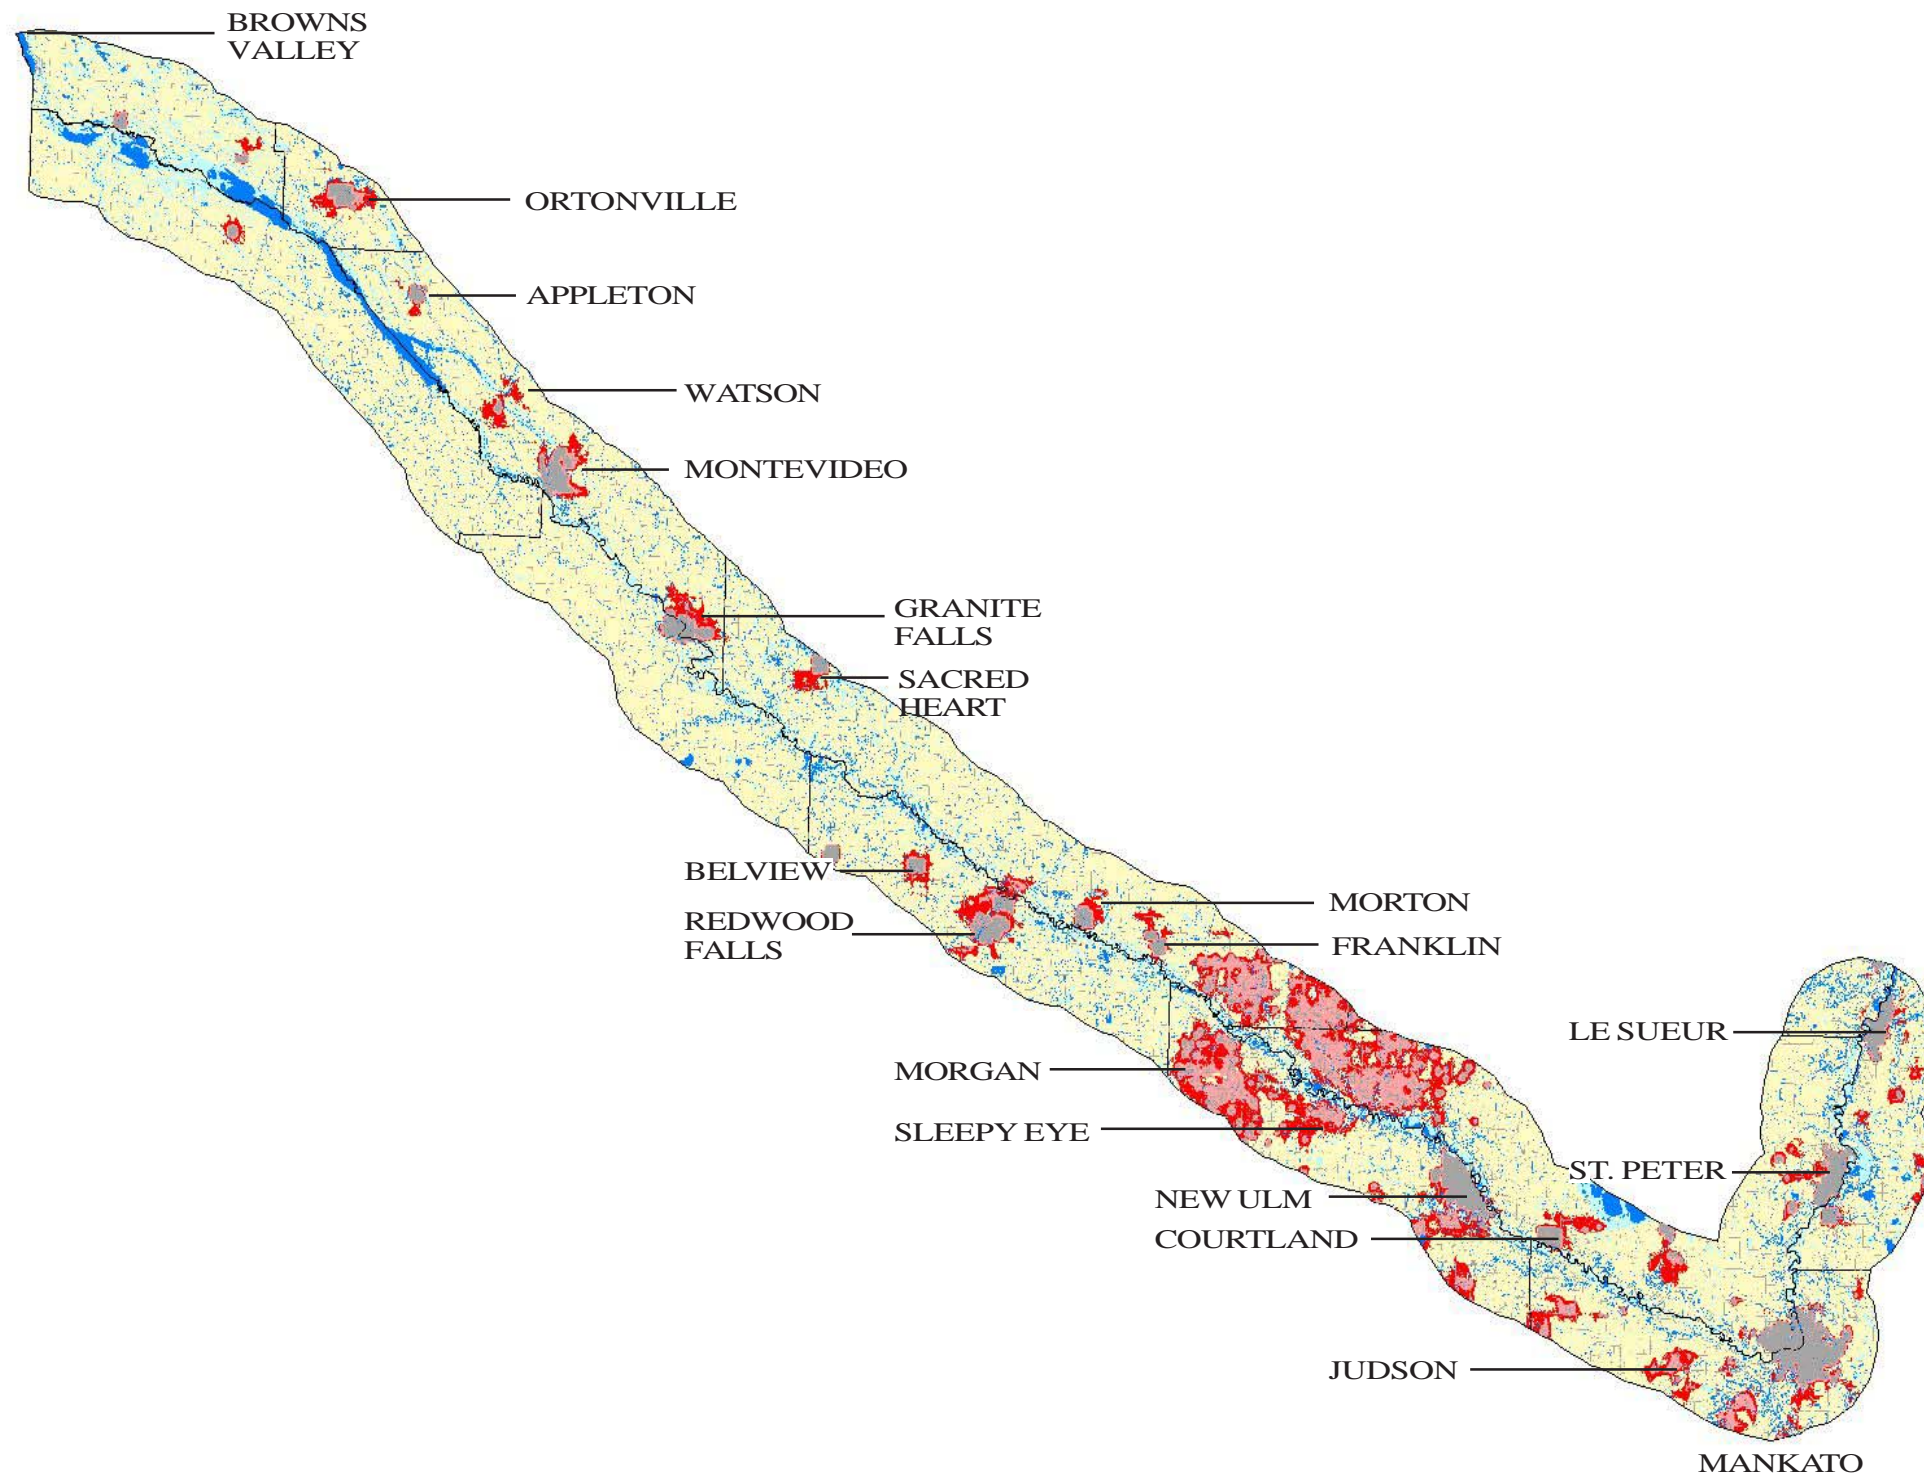 BROWNS
VALLEY
ORTONVILLE
APPLETON
WATSON
MONTEVIDEO
GRANITE
FALLS
SACRED
HEART
BELVIEW
REDWOOD
FALLS
MORTON
FRANKLIN
LE SUEUR
MORGAN
SLEEPY EYE
ST. PETER
NEW ULM
COURTLAND
JUDSON
MANKATO